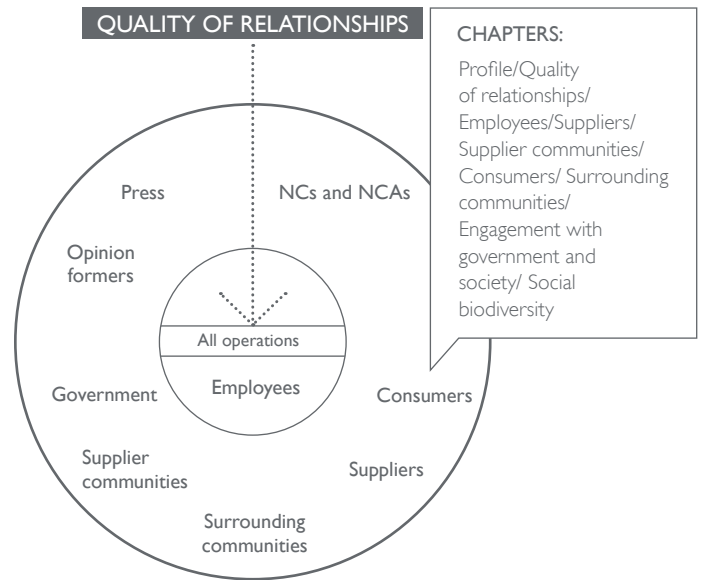 QUALITY OF RELATIONSHIPS
CHAPTERS:
Profile/Quality
of relationships/
Employees/Suppliers/
Supplier communities/
Consumers/ Surrounding
communities/
Engagement with
government and
society/ Social
biodiversity
Press
NCs and NCAs
Opinion
formers
All operations
Employees
Government
Consumers
Supplier
communities
Suppliers
Surrounding
communities